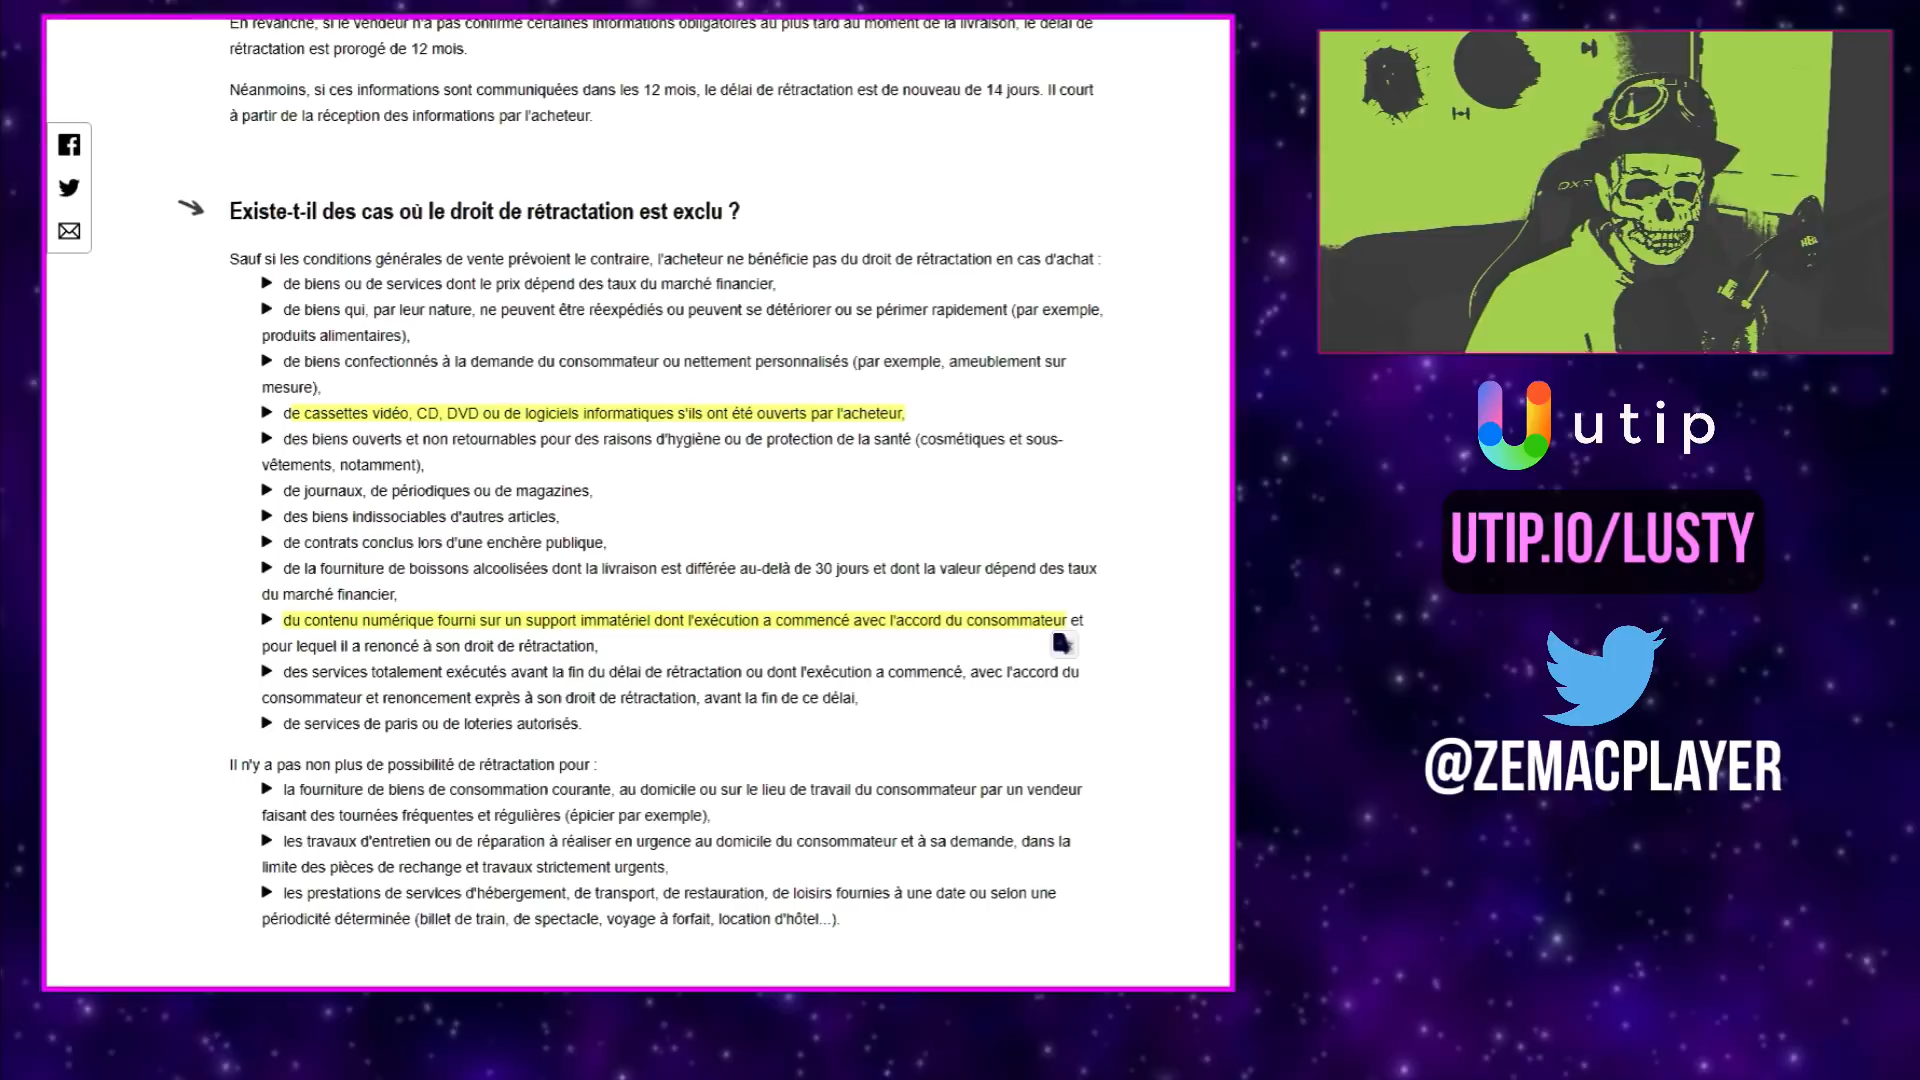 En revanche, si le vendeur n'a pas confirmé certaines informations obligatoires au plus tard au moment de la livraison, le délai de
rétractation est prorogé de 12 mois.
Néanmoins, si ces informations sont communiquées dans les 12 mois, le délai de rétractation est de nouveau de 14 jours. Il court
à partir de la réception des informations par l'acheteur.
Existe-t-il des cas où le droit de rétractation est exclu ?
Sauf si les conditions générales de vente prévoient le contraire, l'acheteur ne bénéficie pas du droit de rétractation en cas d'achat :
de biens ou de services dont le prix dépend des taux du marché financier,
de biens qui, par leur nature, ne peuvent être réexpédiés ou peuvent se détériorer ou se périmer rapidement (par exemple,
produits alimentaires),
de biens confectionnés à la demande du consommateur ou nettement personnalisés (par exemple, ameublement sur
mesure),
de cassettes vidéo, CD, DVD ou de logiciels informatiques s'ils ont été ouverts par l'acheteur,
des biens ouverts et non retournables pour des raisons d'hygiène ou de protection de la santé (cosmétiques et sous-
vêtements, notamment),
de journaux, de périodiques ou de magazines,
des biens indissociables d'autres articles,
de contrats conclus lors d'une enchère publique,
de la fourniture de boissons alcoolisées dont la livraison est différée au-delà de 30 jours et dont la valeur dépend des taux
du marché financier,
du contenu numérique fourni sur un support immatériel dont l'exécution a commencé avec l'accord du consommateur et
pour lequel il a renoncé à son droit de rétractation,
des services totalement exécutés avant la fin du délai de rétractation ou dont l'exécution a commencé, avec l'accord du
consommateur et renoncement exprès à son droit de rétractation, avant la fin de ce délai,
de services de paris ou de loteries autorisés.
Il n'y a pas non plus de possibilité de rétractation pour :
la fourniture de biens de consommation courante, au domicile ou sur le lieu de travail du consommateur par un vendeur
faisant des tournées fréquentes et régulières (épicier par exemple),
les travaux d'entretien ou de réparation à réaliser en urgence au domicile du consommateur et à sa demande, dans la
limite des pièces de rechange et travaux strictement urgents,
les prestations de services d'hébergement, de transport, de restauration, de loisirs fournies à une date ou selon une
périodicité déterminée (billet de train, de spectacle, voyage à forfait, location d'hôtel...).
utip
UTIP.IO/LUSTY
@ZEMACPLAYER